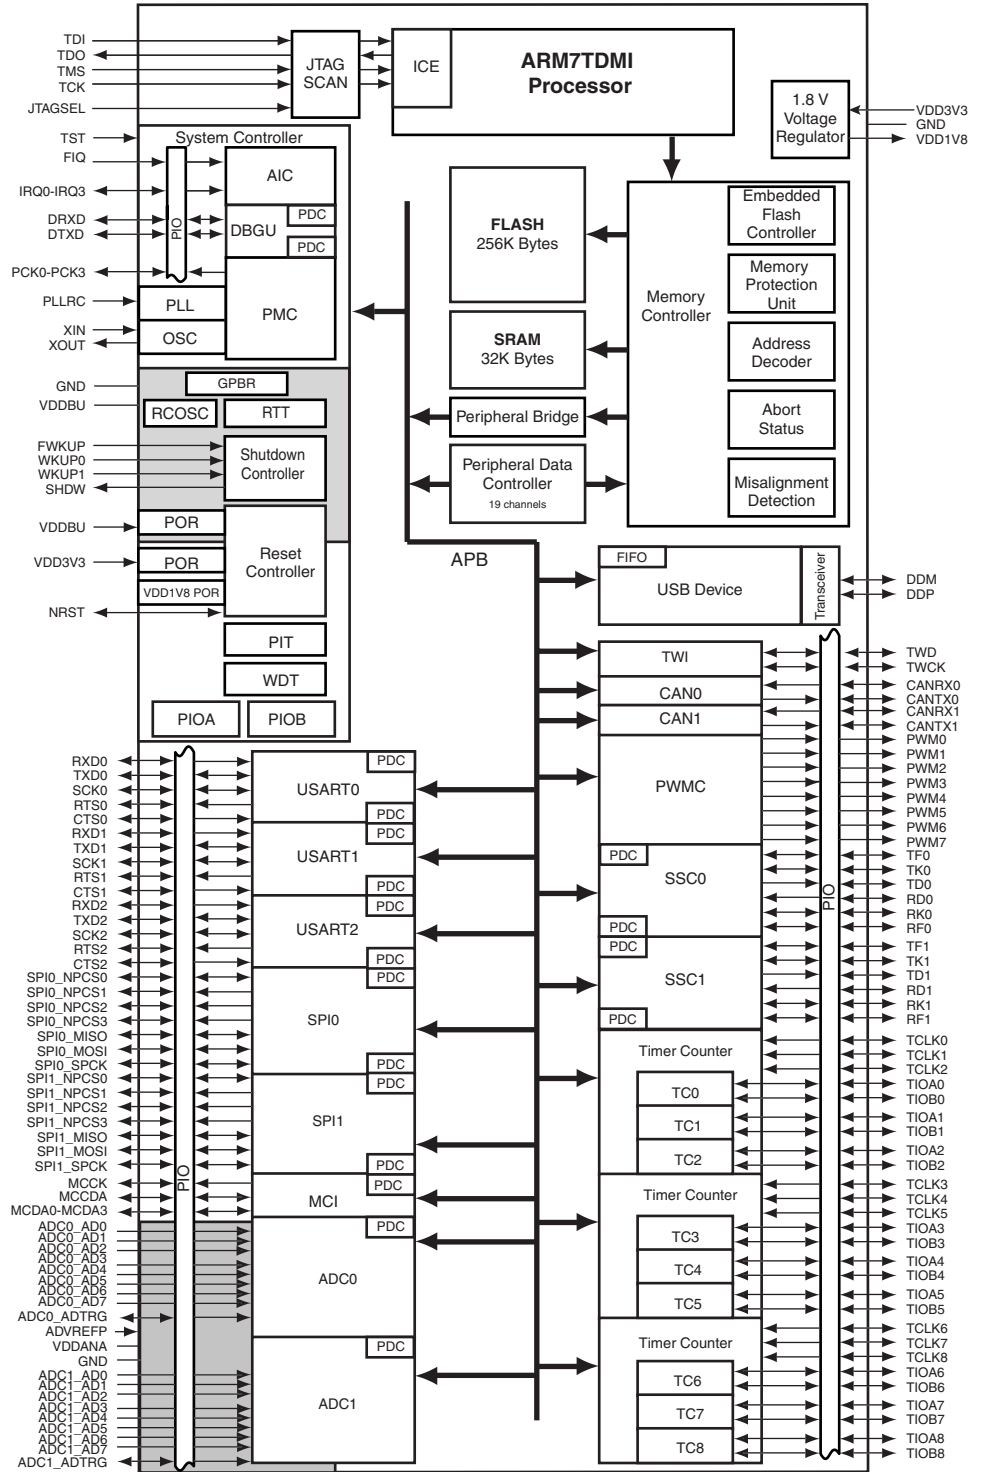 TDI
TDO
TMS
TCK
JTAGSEL
JTAG
SCAN
ICE
ARM7TDMI
Processor
1.8 V
Voltage
Regulator
VDD3V3
GND
VDD1V8
TST
FIQ
IRQ0-IRQ3
DRXD
DTXD
PCK0-PCK3
PLLRC
XIN
XOUT
System Controller
PIO
AIC
DBGU
PDC
PDC
PMC
PLL
OSC
GND
VDDBU
FWKUP
WKUP0
WKUP1
SHDW
VDDBU
VDD3V3
NRST
GPBR
RCOSC
RTT
Shutdown
Controller
POR
POR
VDD1V8 POR
Reset
Controller
PIT
WDT
PIOA
PIOB
FLASH
256K Bytes
SRAM
32K Bytes
Peripheral Bridge
Peripheral Data
Controller
19 channels
Memory
Controller
Embedded
Flash
Controller
Memory
Protection
Unit
Address
Decoder
Abort
Status
Misalignment
Detection
APB
FIFO
USB Device
Transceiver
DDM
DDP
RXD0
TXD0
SCK0
RTS0
CTS0
RXD1
TXD1
SCK1
RTS1
CTS1
RXD2
TXD2
SCK2
RTS2
CTS2
SPI0_NPCS0
SPI0_NPCS1
SPI0_NPCS2
SPI0_NPCS3
SPI0_MISO
SPI0_MOSI
SPI0_SPCK
SPI1_NPCS0
SPI1_NPCS1
SPI1_NPCS2
SPI1_NPCS3
SPI1_MISO
SPI1_MOSI
SPI1_SPCK
MCCK
MCCDA
MCDA0-MCDA3
ADC0_AD0
ADC0_AD1
ADC0_AD2
ADC0_AD3
ADC0_AD4
ADC0_AD5
ADC0_AD6
ADC0_AD7
ADC0_ADTRG
ADVREFP
VDDANA
GND
ADC1_AD0
ADC1_AD1
ADC1_AD2
ADC1_AD3
ADC1_AD4
ADC1_AD5
ADC1_AD6
ADC1_AD7
ADC1_ADTRG
PIO
PDC
USART0
PDC
PDC
USART1
PDC
PDC
USART2
PDC
PDC
SPI0
PDC
PDC
SPI1
PDC
PDC
MCI
PDC
ADC0
PDC
ADC1
TWI
CAN0
CAN1
PWMC
PDC
SSC0
PDC
PDC
SSC1
PDC
Timer Counter
TC0
TC1
TC2
Timer Counter
TC3
TC4
TC5
Timer Counter
TC6
TC7
TC8
PIO
TWD
TWCK
CANRX0
CANTX0
CANRX1
CANTX1
PWM0
PWM1
PWM2
PWM3
PWM4
PWM5
PWM6
PWM7
TF0
TK0
TD0
RD0
RK0
RF0
TF1
TK1
TD1
RD1
RK1
RF1
TCLK0
TCLK1
TCLK2
TIOA0
TIOB0
TIOA1
TIOB1
TIOA2
TIOB2
TCLK3
TCLK4
TCLK5
TIOA3
TIOB3
TIOA4
TIOB4
TIOA5
TIOB5
TCLK6
TCLK7
TCLK8
TIOA6
TIOB6
TIOA7
TIOB7
TIOA8
TIOB8